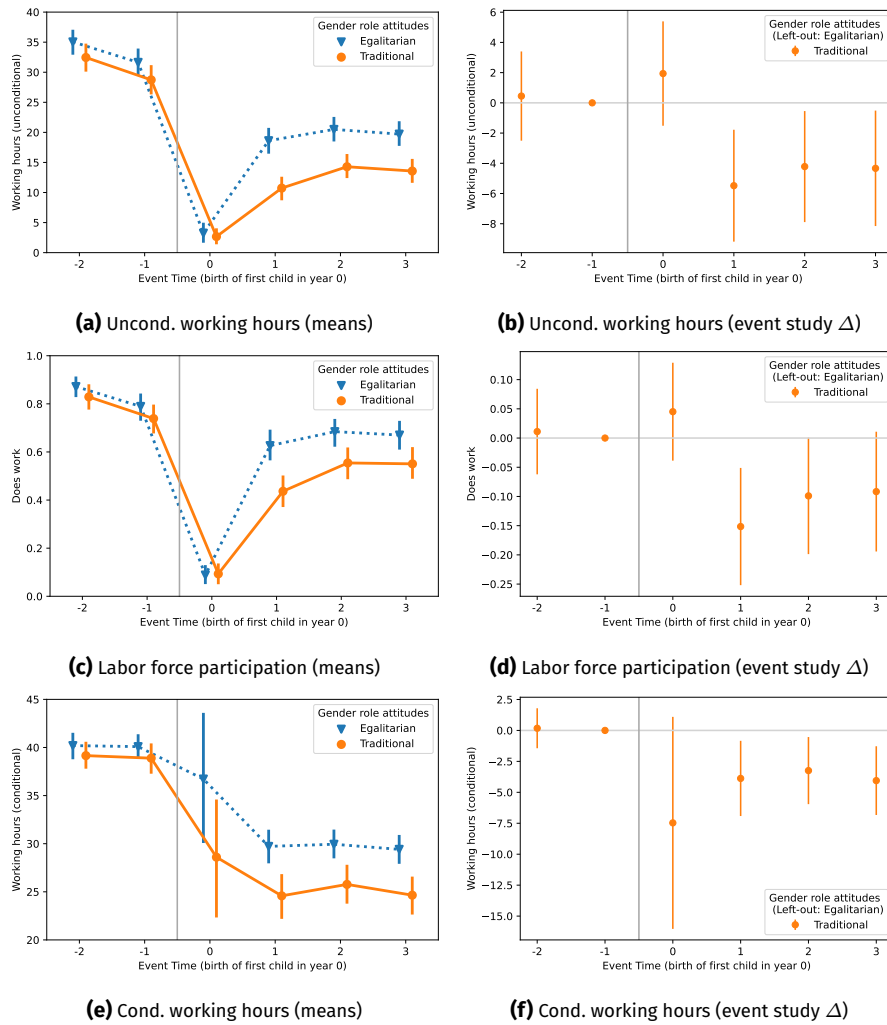 40
35
30
25
20
15
10
5
0
Working hours (unconditional)
Gender role attitudes
Egalitarian
Traditional
-2 -1 0 1 2 3
Event Time (birth of first child in year 0)
(a) Uncond. working hours (means)
6
4
2
0
−2
−4
−6
−8
Working hours (unconditional)
Gender role attitudes
(Left-out: Egalitarian)
Traditional
-2 -1 0 1 2 3
Event Time (birth of first child in year 0)
(b) Uncond. working hours (event study Δ)
1.0
0.8
0.6
0.4
0.2
0.0
Does work
Gender role attitudes
Egalitarian
Traditional
-2 -1 0 1 2 3
Event Time (birth of first child in year 0)
(c) Labor force participation (means)
0.10
0.05
0.00
−0.05
−0.10
−0.15
−0.20
−0.25
Does work
Gender role attitudes
(Left-out: Egalitarian)
Traditional
-2 -1 0 1 2 3
Event Time (birth of first child in year 0)
(d) Labor force participation (event study Δ)
45
40
35
30
25
20
Working hours (conditional)
Gender role attitudes
Egalitarian
Traditional
-2 -1 0 1 2 3
Event Time (birth of first child in year 0)
(e) Cond. working hours (means)
2.5
0.0
−2.5
−5.0
−7.5
−10.0
−12.5
−15.0
Working hours (conditional)
Gender role attitudes
(Left-out: Egalitarian)
Traditional
-2 -1 0 1 2 3
Event Time (birth of first child in year 0)
(f) Cond. working hours (event study Δ)